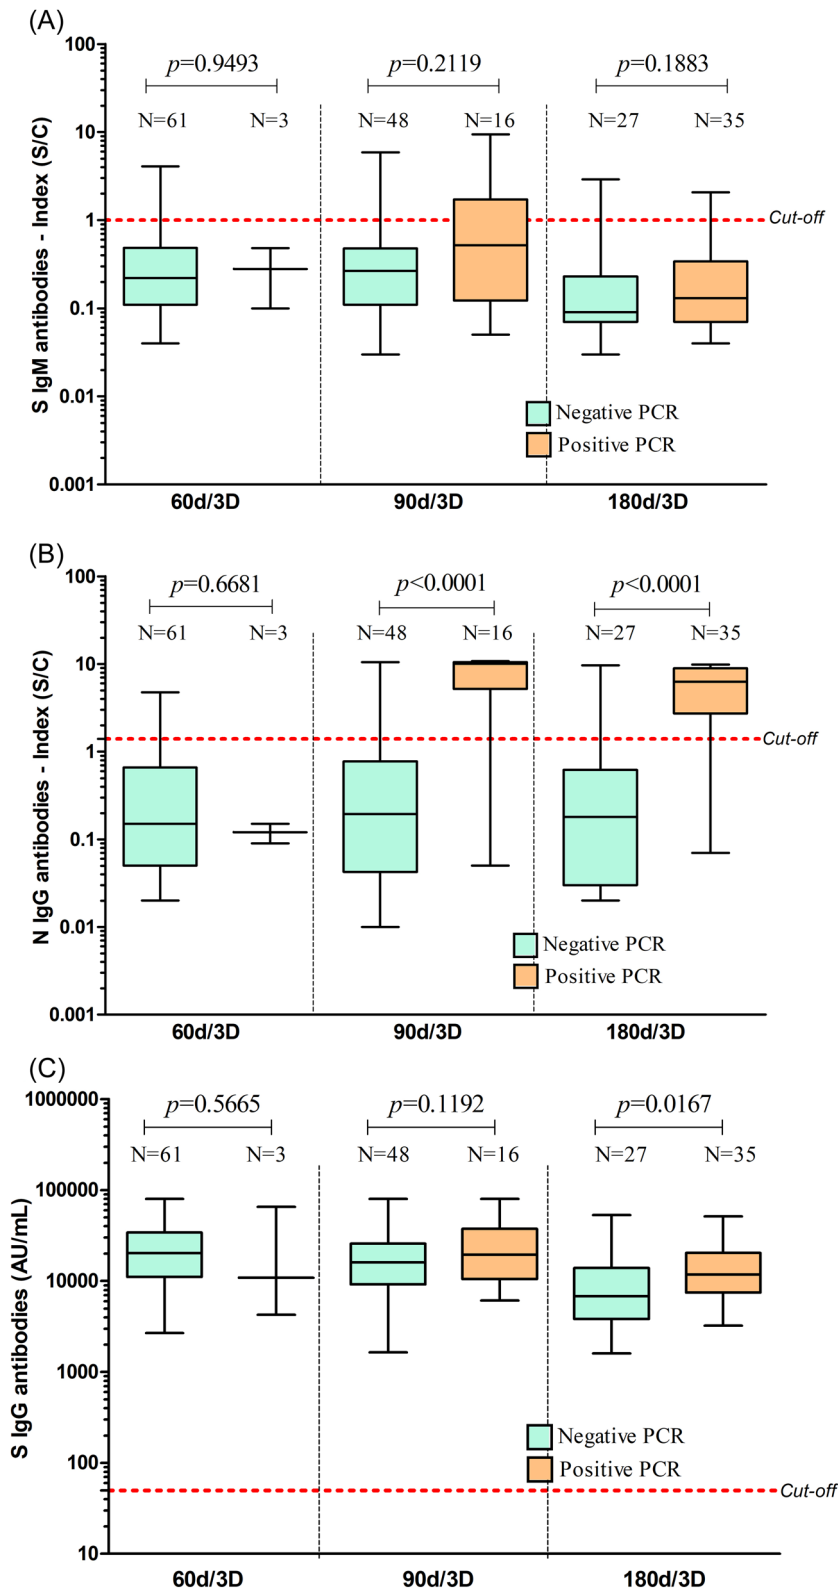 (A)
S IgM antibodies - Index (S/C)
100
10
1
0.1
0.01
0.001
p=0.9493
p=0.2119
p=0.1883
N=61
N=3
N=48
N=16
N=27
N=35
Cut-off
Negative PCR
Positive PCR
60d/3D
90d/3D
180d/3D
(B)
N IgG antibodies - Index (S/C)
100
10
1
0.1
0.01
0.001
p=0.6681
p<0.0001
p<0.0001
N=61
N=3
N=48
N=16
N=27
N=35
Cut-off
Negative PCR
Positive PCR
60d/3D
90d/3D
180d/3D
(C)
S IgG antibodies (AU/mL)
1000000
100000
10000
1000
100
10
p=0.5665
p=0.1192
p=0.0167
N=61
N=3
N=48
N=16
N=27
N=35
Negative PCR
Positive PCR
Cut-off
60d/3D
90d/3D
180d/3D